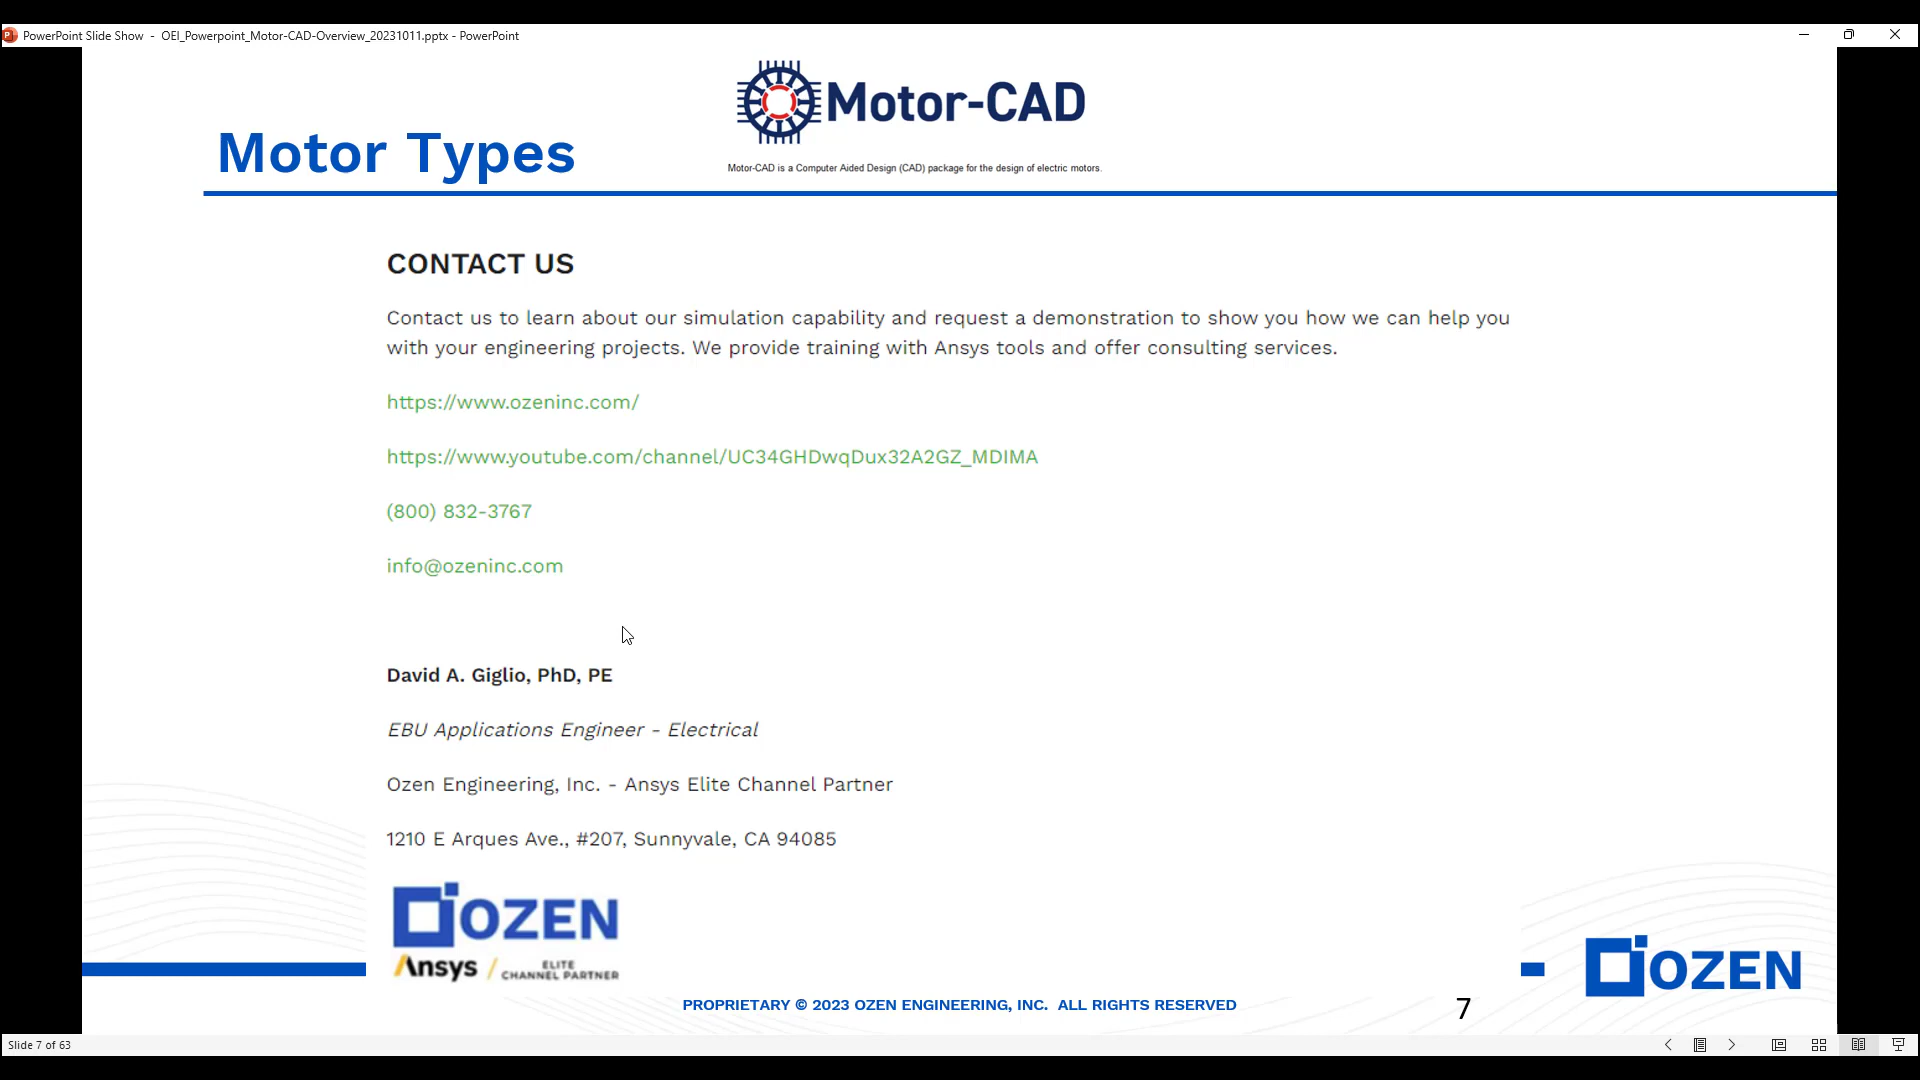 PowerPoint Slide Show - OEI_Powerpoint_Motor-CAD-Overview_20231011.pptx - PowerPoint
Motor-CAD
Motor Types
Motor-CAD is a Computer Aided Design (CAD) package for the design of electric motors.
CONTACT US
Contact us to learn about our simulation capability and request a demonstration to show you how we can help you
with your engineering projects. We provide training with Ansys tools and offer consulting services.
https://www.ozeninc.com/
https://www.youtube.com/channel/UC34GHDwqDux32A2GZ_MDIMA
(800) 832-3767
info@ozeninc.com
David A. Giglio, PhD, PE
EBU Applications Engineer - Electrical
Ozen Engineering, Inc. - Ansys Elite Channel Partner
1210 E Arques Ave., #207, Sunnyvale, CA 94085
OZEN
Ansys / ELITE
CHANNEL PARTNER
OZEN
PROPRIETARY © 2023 OZEN ENGINEERING, INC. ALL RIGHTS RESERVED
7
Slide 7 of 63